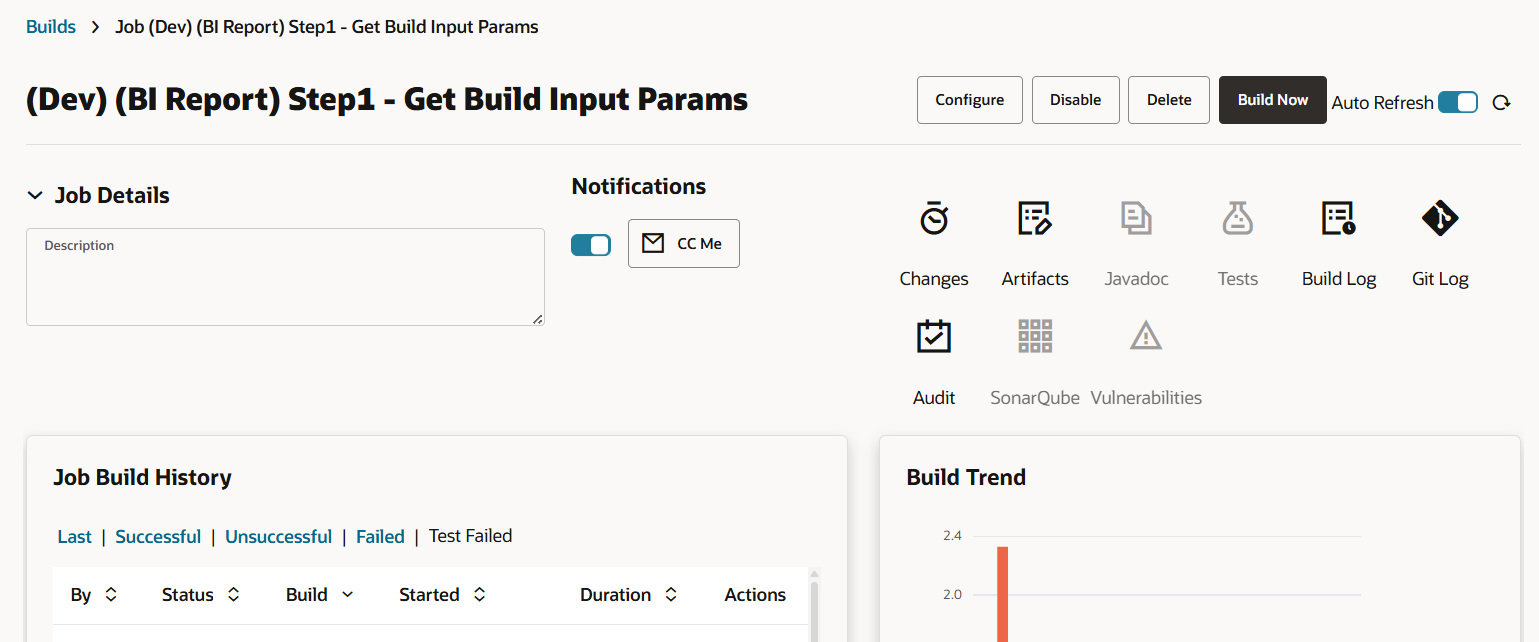 Builds > Job (Dev) (BI Report) Step1 - Get Build Input Params
(Dev) (BI Report) Step1 - Get Build Input Params
Configure Disable Delete Build Now Auto Refresh
Job Details
Notifications
Description
CC Me
Changes Artifacts Javadoc Tests Build Log Git Log
Audit SonarQube Vulnerabilities
Job Build History
Last | Successful | Unsuccessful | Failed | Test Failed
By Status Build Started Duration Actions
Build Trend
2.4
2.0